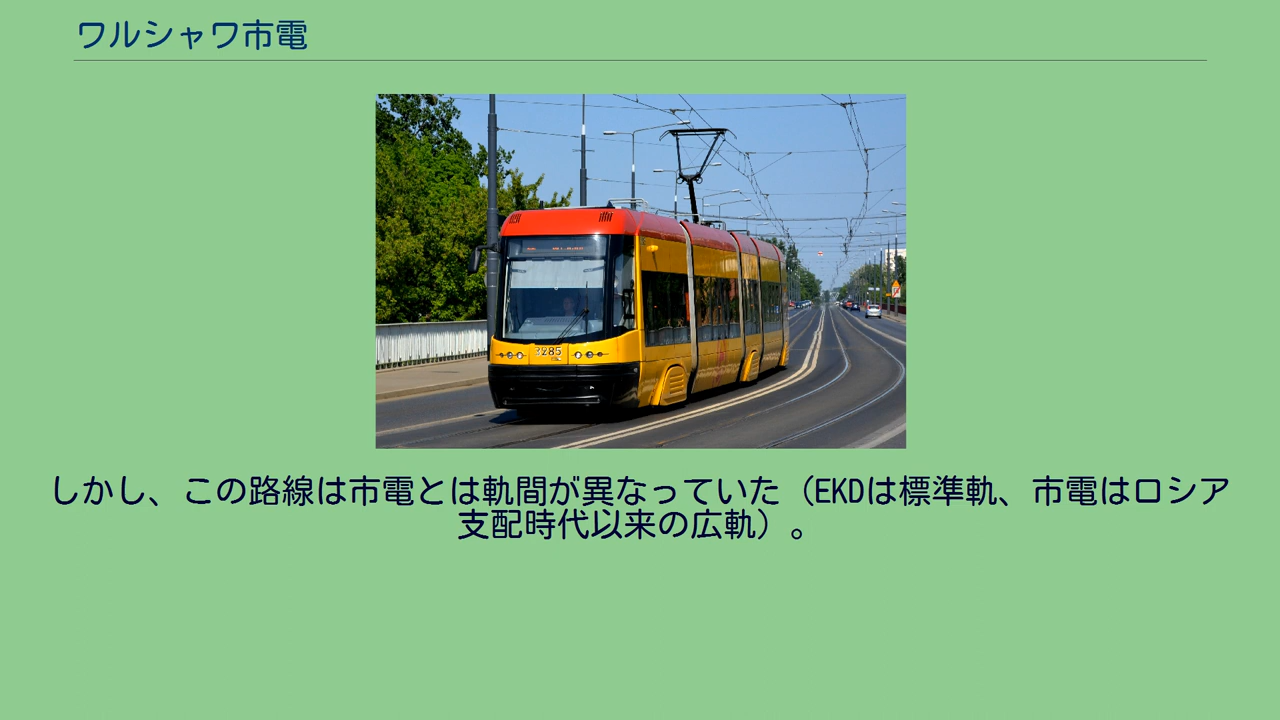 ワルシャワ市電
3285
しかし、この路線は市電とは軌間が異なっていた（EKDは標準軌、市電はロシア
支配時代以来の広軌）。